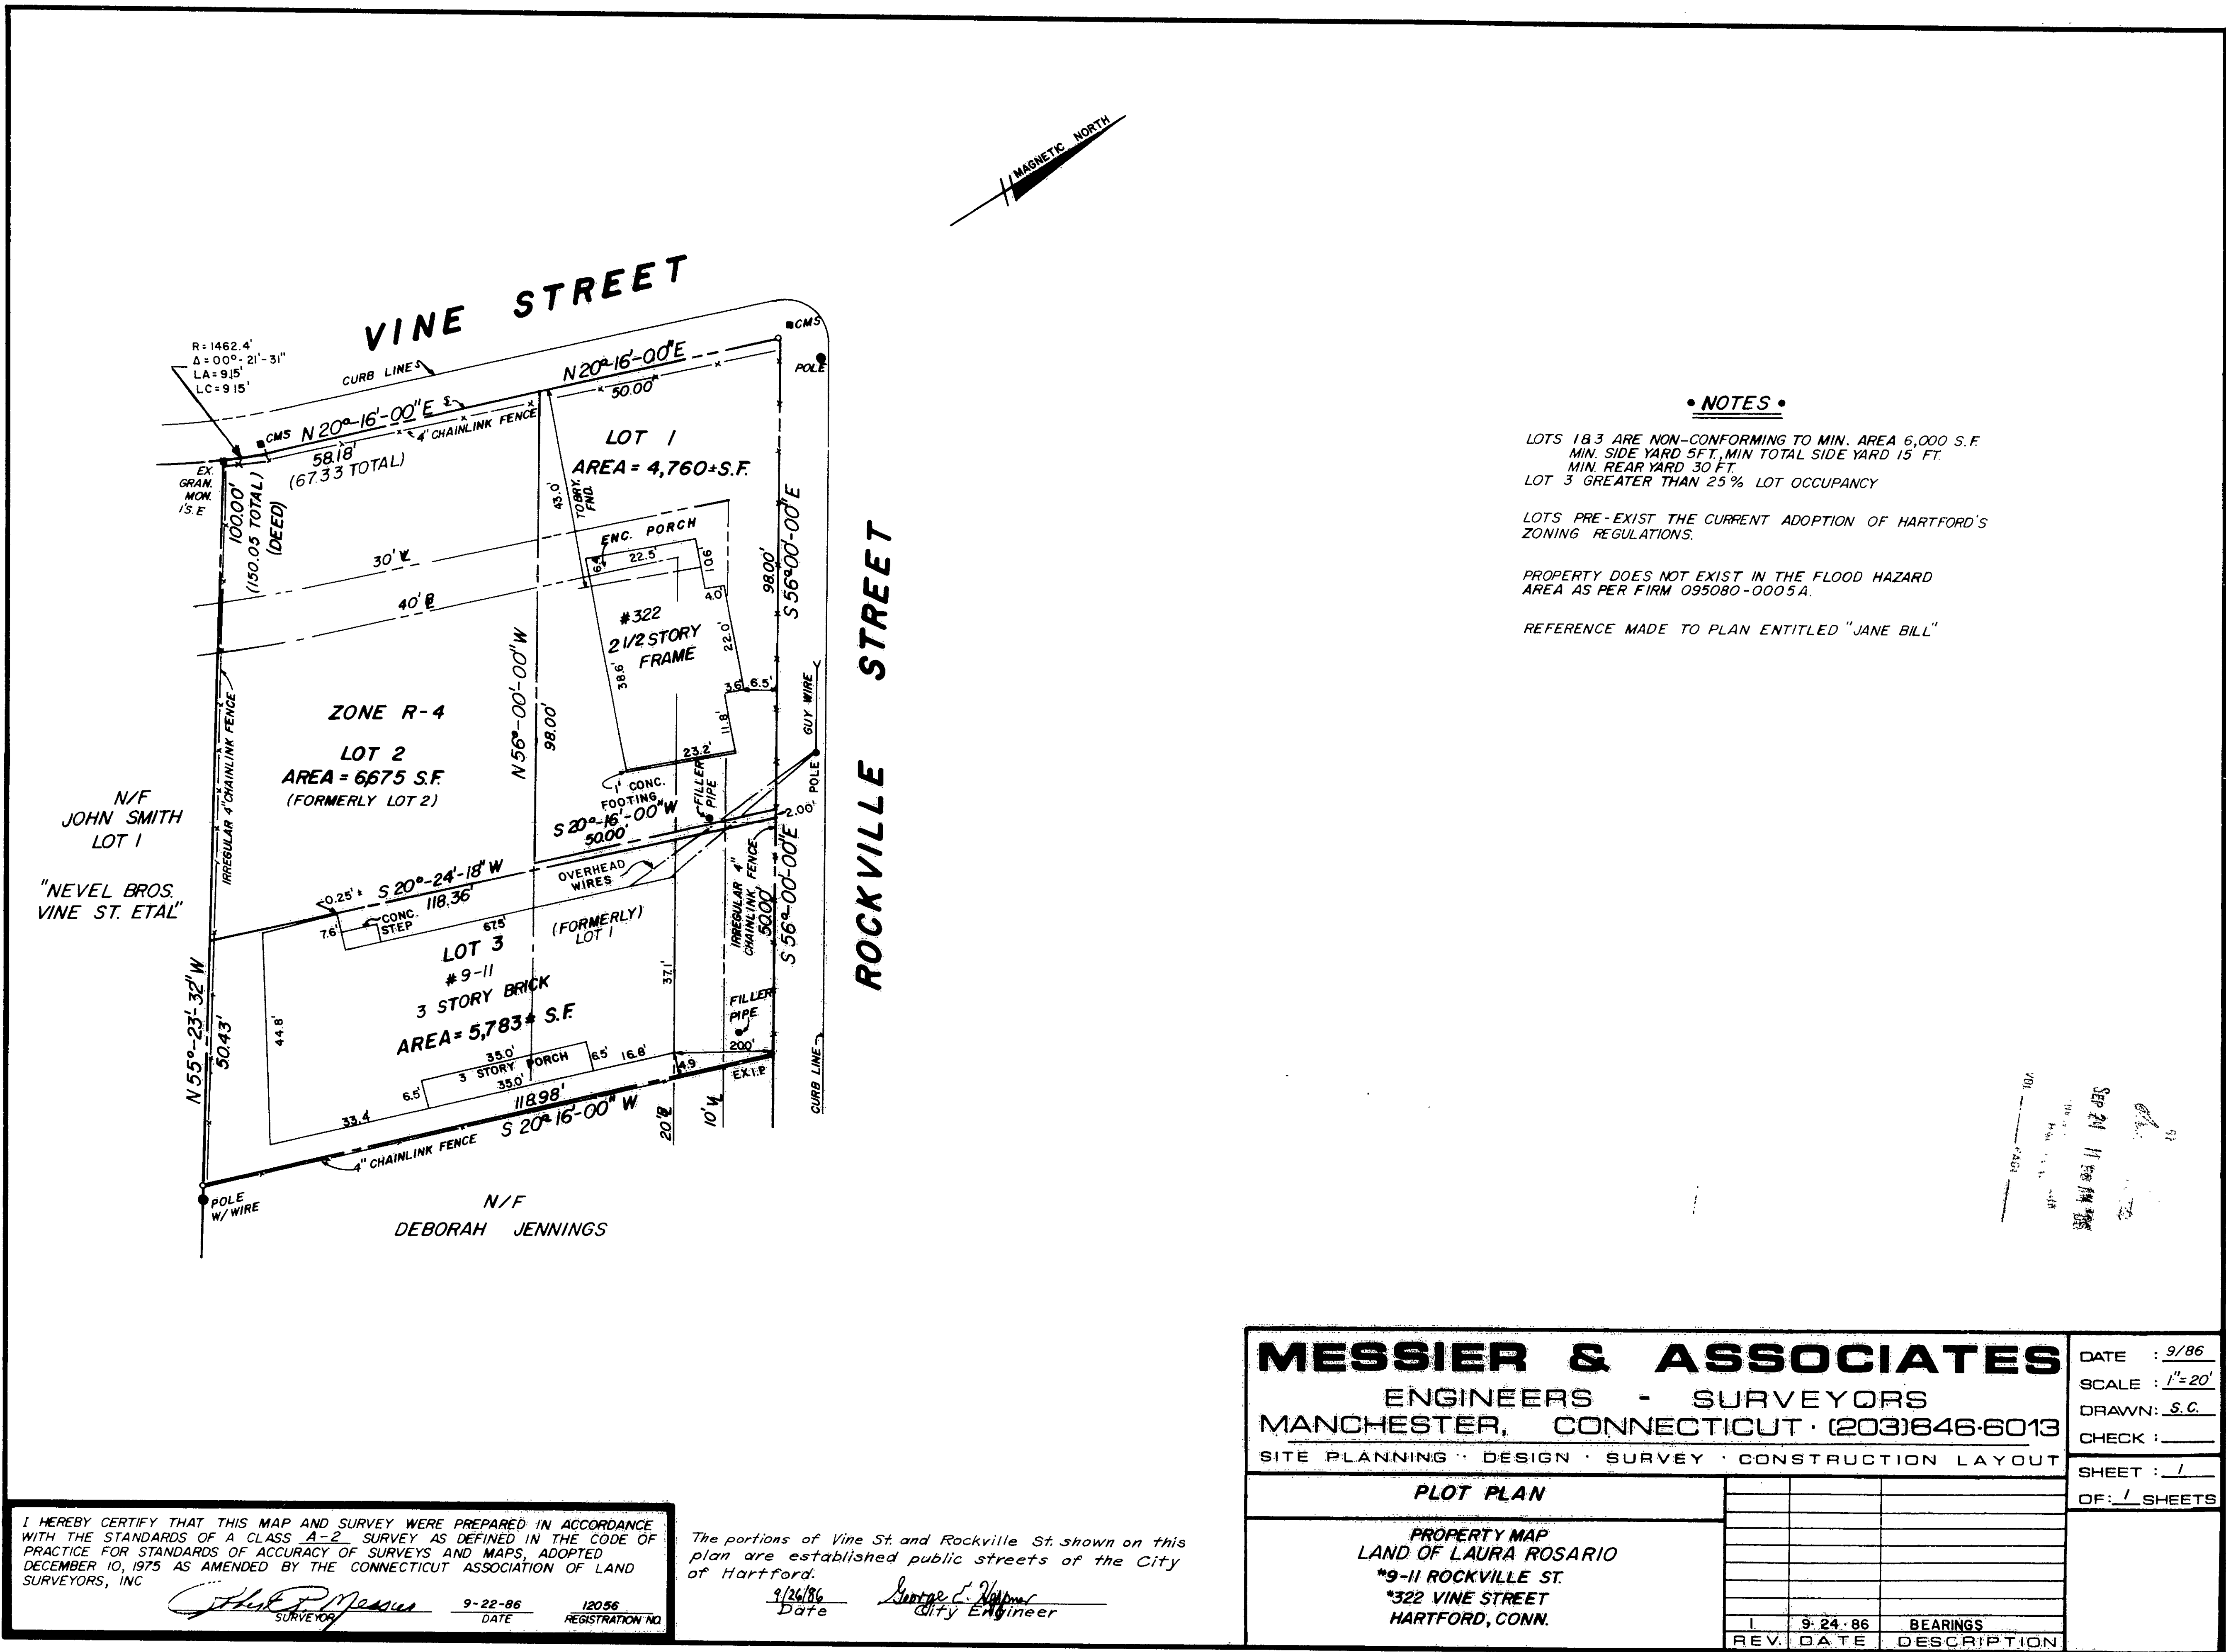 MAGNETIC NORTH
VINE STREET
R=1462.4'
Δ=00°-21'-31"
LA=9.15'
LC=9.15'
CURB LINES
N 20°-16'-00"E
50.00'
CMS
POLE
CMS
N 20°-16'-00"E
4" CHAINLINK FENCE
58.18'
(67.33 TOTAL)
EX.
GRAN.
MON.
1'S.E
100.00'
(150.05 TOTAL)
(DEED)
LOT 1
AREA = 4,760±S.F.
43.0'
TO BRY.
FND.
ENC. PORCH
6.4'
22.5'
10.6'
4.0'
30'
40'
98.00'
S 56°-00'-00"E
#322
2 1/2 STORY
FRAME
38.6'
22.0'
3.6'
6.5'
11.8'
23.2'
1' CONC.
FOOTING
FILLER
PIPE
GUY WIRE
POLE
ROCKVILLE STREET
N 56°-00'-00"W
98.00'
IRREGULAR 4" CHAINLINK FENCE
ZONE R-4
LOT 2
AREA = 6,675 S.F.
(FORMERLY LOT 2)
N/F
JOHN SMITH
LOT 1
"NEVEL BROS.
VINE ST. ETAL"
S 20°-16'-00"W
50.00'
2.00'
OVERHEAD
WIRES
S 20°-24'-18"W
118.36'
0.25'±
CONC.
STEP
7.6'
67.5'
LOT 3
(FORMERLY)
LOT 1
#9-11
3 STORY BRICK
AREA = 5,783± S.F.
37.1'
44.8'
IRREGULAR 4"
CHAINLINK FENCE
50.00'
S 56°-00'-00"E
FILLER
PIPE
N 55°-23'-32"W
50.43'
35.0'
3 STORY PORCH
35.0'
6.5'
6.5'
16.8'
33.4'
4.9
20.0'
EX.I.P.
118.98'
S 20°-16'-00" W
4" CHAINLINK FENCE
20'
10'
CURB LINE
POLE
W/ WIRE
N/F
DEBORAH JENNINGS
• NOTES •
LOTS 1&3 ARE NON-CONFORMING TO MIN. AREA 6,000 S.F.
MIN. SIDE YARD 5FT., MIN TOTAL SIDE YARD 15 FT.
MIN. REAR YARD 30 FT.
LOT 3 GREATER THAN 25% LOT OCCUPANCY
LOTS PRE-EXIST THE CURRENT ADOPTION OF HARTFORD'S
ZONING REGULATIONS.
PROPERTY DOES NOT EXIST IN THE FLOOD HAZARD
AREA AS PER FIRM 095080-0005A.
REFERENCE MADE TO PLAN ENTITLED "JANE BILL"
VOL. PAGE
SEP 24 11
MESSIER & ASSOCIATES
ENGINEERS - SURVEYORS
MANCHESTER, CONNECTICUT · (203)646-6013
SITE PLANNING · DESIGN · SURVEY · CONSTRUCTION LAYOUT
DATE : 9/86
SCALE : 1"=20'
DRAWN: S.C.
CHECK :
SHEET : 1
OF: 1 SHEETS
PLOT PLAN
PROPERTY MAP
LAND OF LAURA ROSARIO
#9-11 ROCKVILLE ST.
#322 VINE STREET
HARTFORD, CONN.
1 9-24-86 BEARINGS
REV. DATE DESCRIPTION
I HEREBY CERTIFY THAT THIS MAP AND SURVEY WERE PREPARED IN ACCORDANCE
WITH THE STANDARDS OF A CLASS A-2 SURVEY AS DEFINED IN THE CODE OF
PRACTICE FOR STANDARDS OF ACCURACY OF SURVEYS AND MAPS, ADOPTED
DECEMBER 10, 1975 AS AMENDED BY THE CONNECTICUT ASSOCIATION OF LAND
SURVEYORS, INC
9-22-86 12056
SURVEYOR DATE REGISTRATION NO.
The portions of Vine St. and Rockville St. shown on this
plan are established public streets of the City
of Hartford.
9/26/86
Date City Engineer